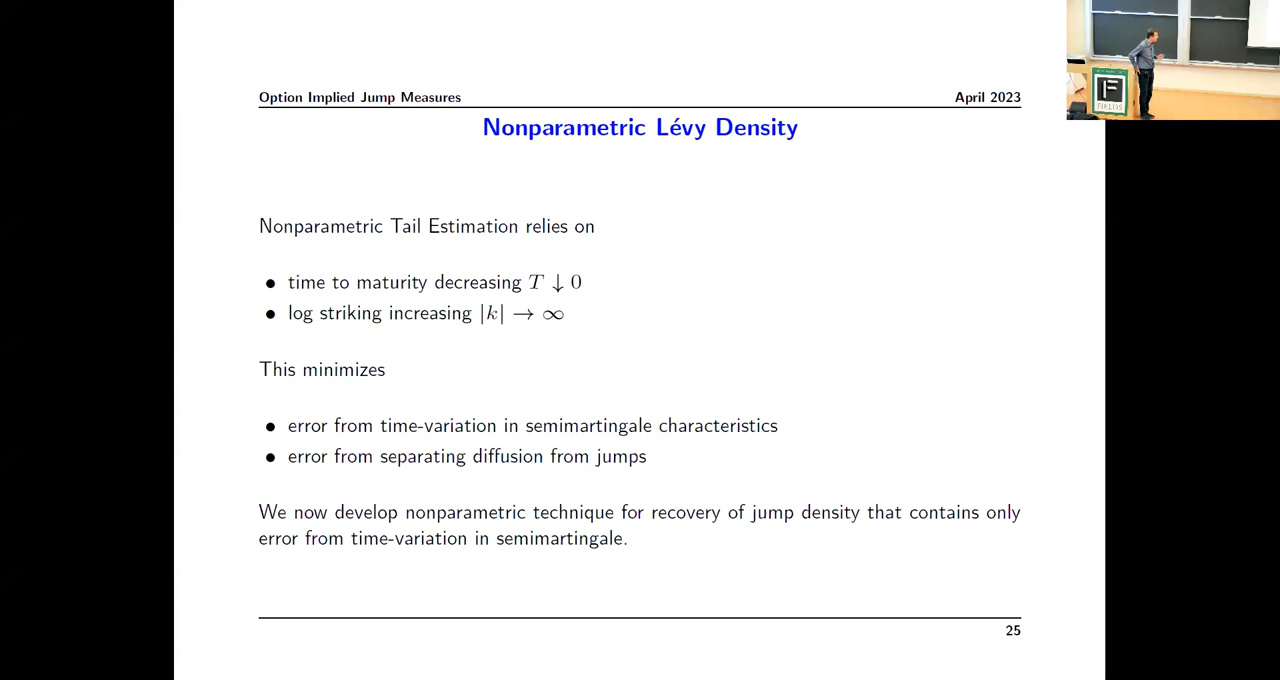 Option Implied Jump Measures April 2023
Nonparametric Lévy Density
Nonparametric Tail Estimation relies on
• time to maturity decreasing T ↓ 0
• log striking increasing |k| → ∞
This minimizes
• error from time-variation in semimartingale characteristics
• error from separating diffusion from jumps
We now develop nonparametric technique for recovery of jump density that contains only
error from time-variation in semimartingale.
25
FIELDS